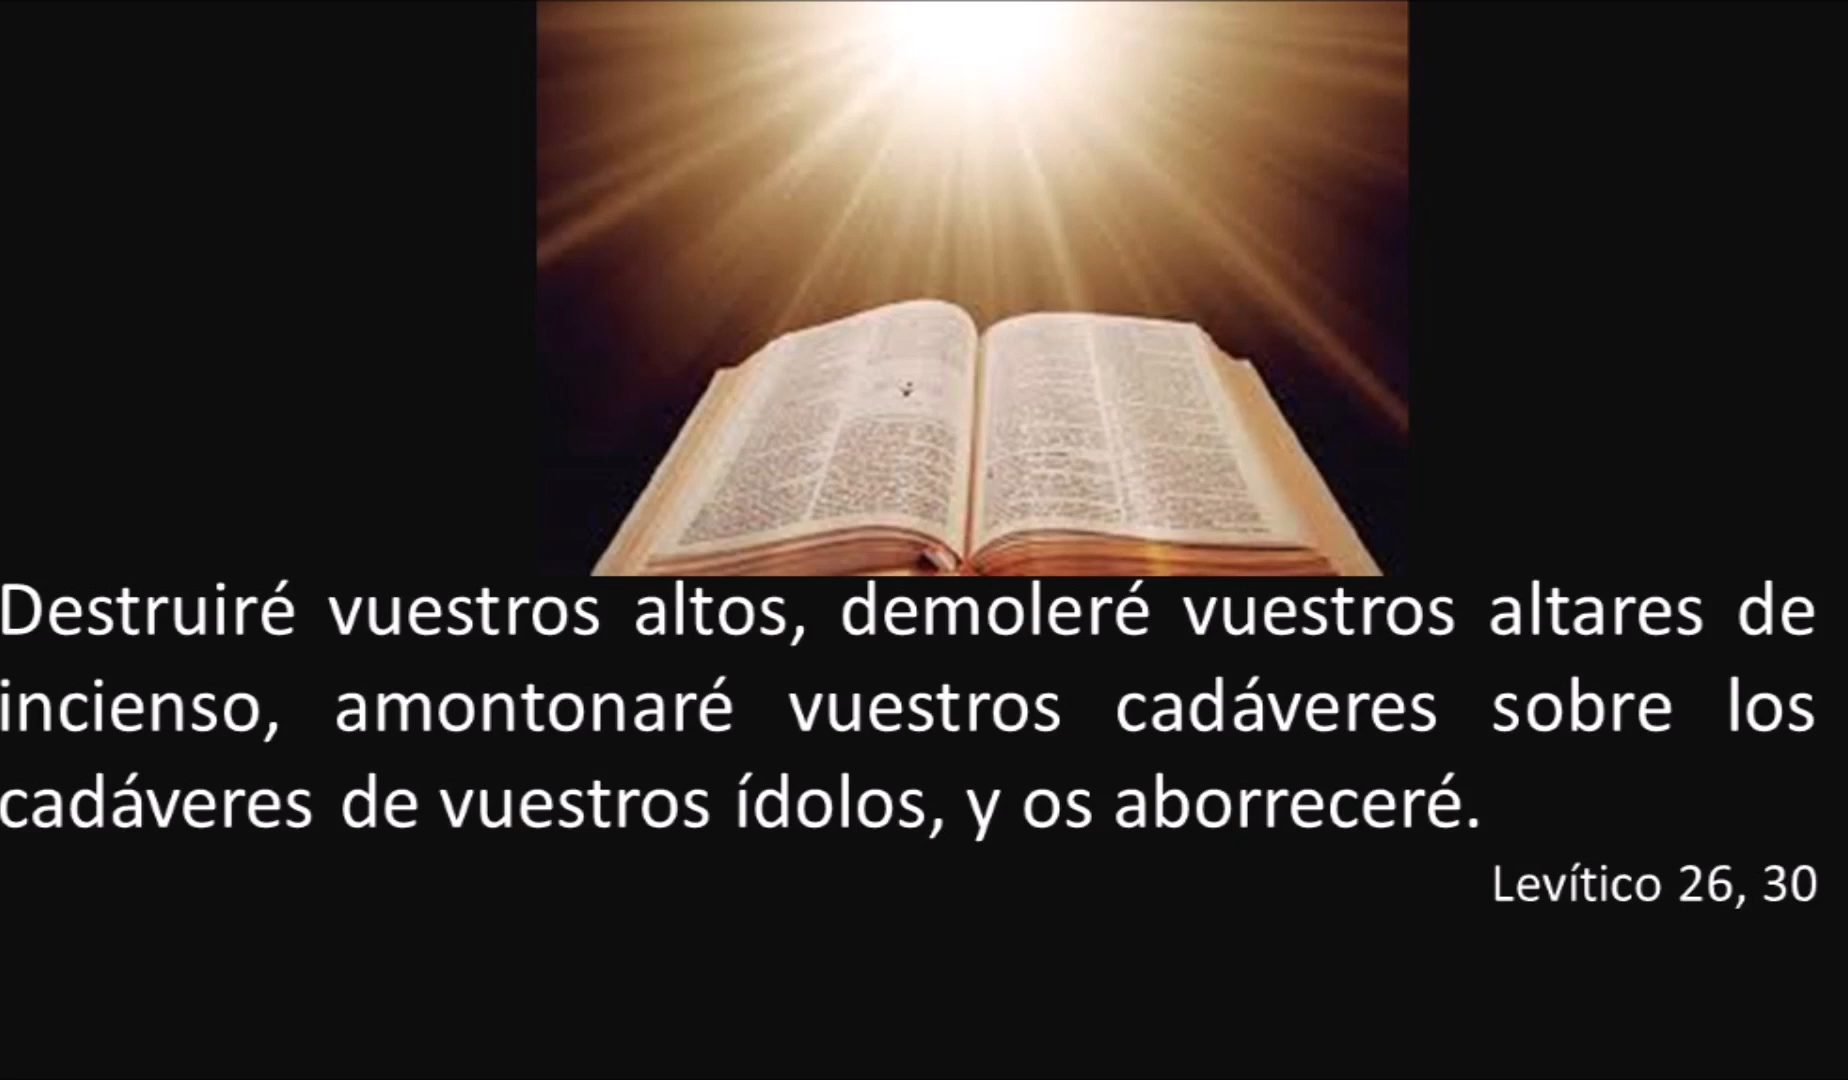 Destruiré vuestros altos, demoleré vuestros altares de
incienso, amontonaré vuestros cadáveres sobre los
cadáveres de vuestros ídolos, y os aborreceré.
Levítico 26, 30